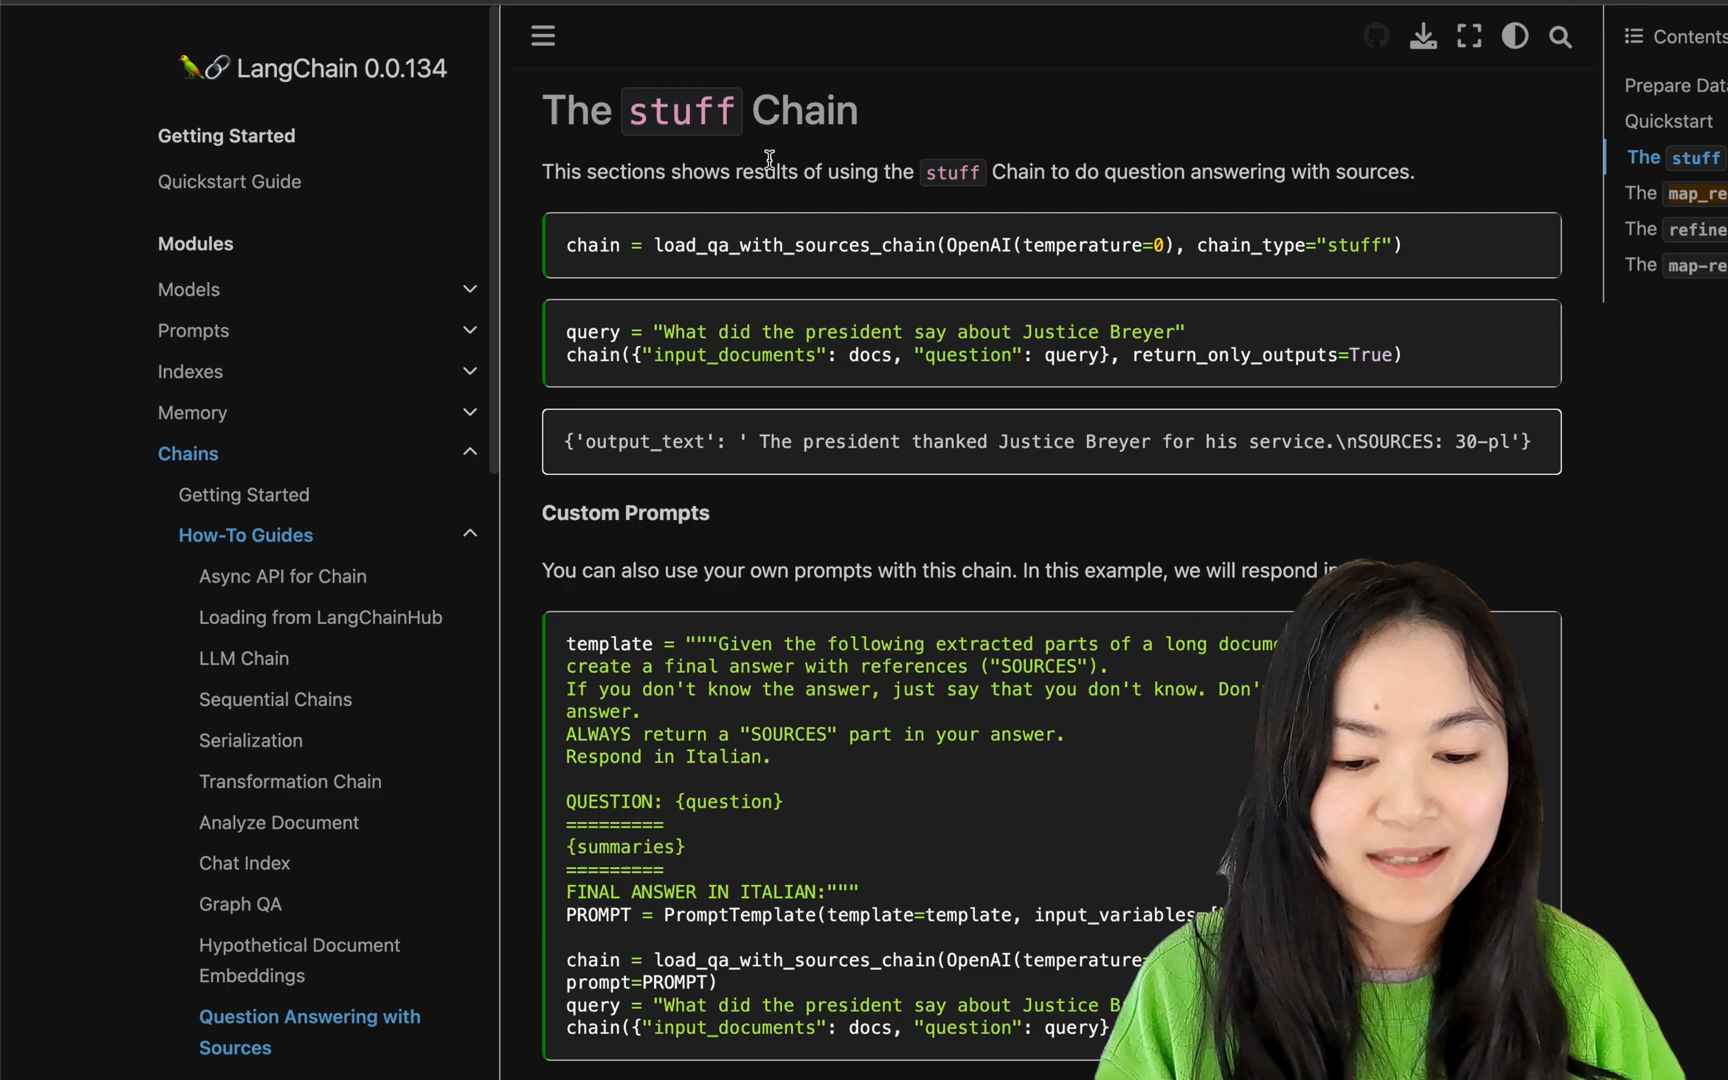 LangChain 0.0.134
Getting Started
Quickstart Guide
Modules
Models
Prompts
Indexes
Memory
Chains
Getting Started
How-To Guides
Async API for Chain
Loading from LangChainHub
LLM Chain
Sequential Chains
Serialization
Transformation Chain
Analyze Document
Chat Index
Graph QA
Hypothetical Document
Embeddings
Question Answering with
Sources
The stuff Chain
This sections shows results of using the stuff Chain to do question answering with sources.
chain = load_qa_with_sources_chain(OpenAI(temperature=0), chain_type="stuff")
query = "What did the president say about Justice Breyer"
chain({"input_documents": docs, "question": query}, return_only_outputs=True)
{'output_text': ' The president thanked Justice Breyer for his service.\nSOURCES: 30-pl'}
Custom Prompts
You can also use your own prompts with this chain. In this example, we will respond
template = """Given the following extracted parts of a long
create a final answer with references ("SOURCES").
If you don't know the answer, just say that you don't know.
answer.
ALWAYS return a "SOURCES" part in your answer.
Respond in Italian.
QUESTION: {question}
=========
{summaries}
=========
FINAL ANSWER IN ITALIAN:"""
PROMPT = PromptTemplate(template=template, input_variables
chain = load_qa_with_sources_chain(OpenAI(temperature
prompt=PROMPT)
query = "What did the president say about Justice
chain({"input_documents": docs, "question": query}
Contents
Prepare
Quickstart
The stuff
The map_re
The refine
The map-re